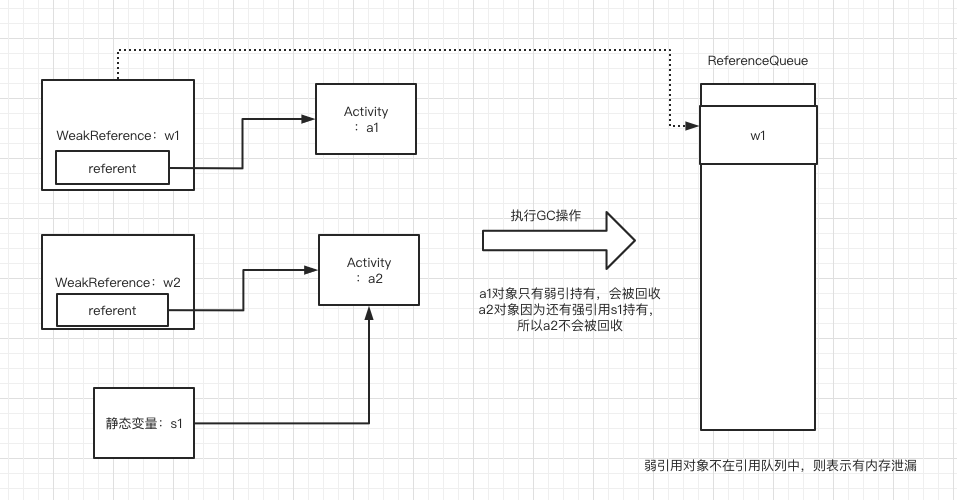 ReferenceQueue
WeakReference：w1
referent
Activity
：a1
w1
WeakReference：w2
referent
Activity
：a2
执行GC操作
a1对象只有弱引持有，会被回收
a2对象因为还有强引用s1持有，
所以a2不会被回收
静态变量：s1
弱引用对象不在引用队列中，则表示有内存泄漏